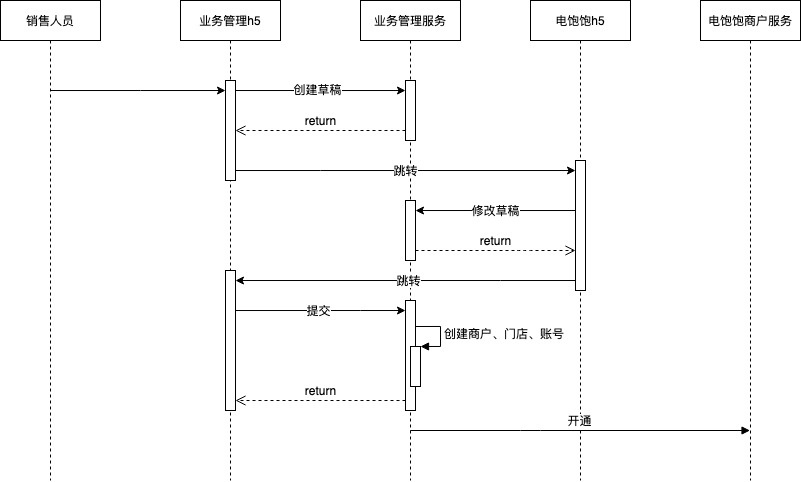 销售人员
业务管理h5
业务管理服务
电饱饱h5
电饱饱商户服务
创建草稿
return
跳转
修改草稿
return
跳转
提交
创建商户、门店、账号
return
开通